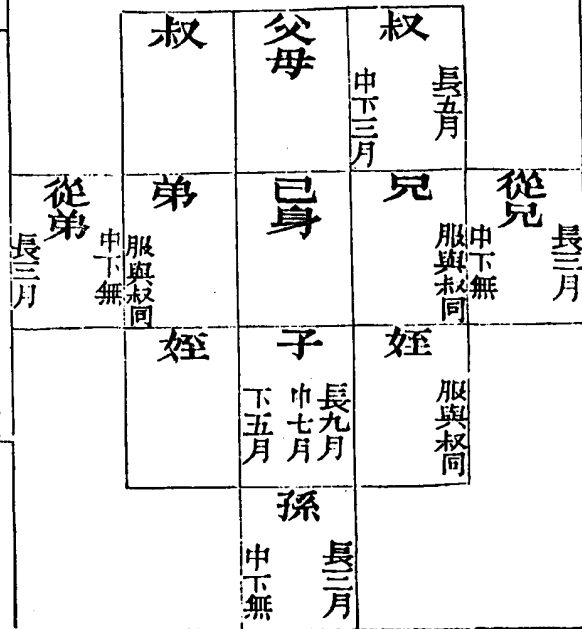 叔
長五月
中下三月
父母
叔
從兄
長三月
中下無
兄
服與叔同
己身
弟
服與叔同
從弟
中下無
長三月
姪
服與叔同
子
長九月
中七月
下五月
姪
孫
長三月
中下無